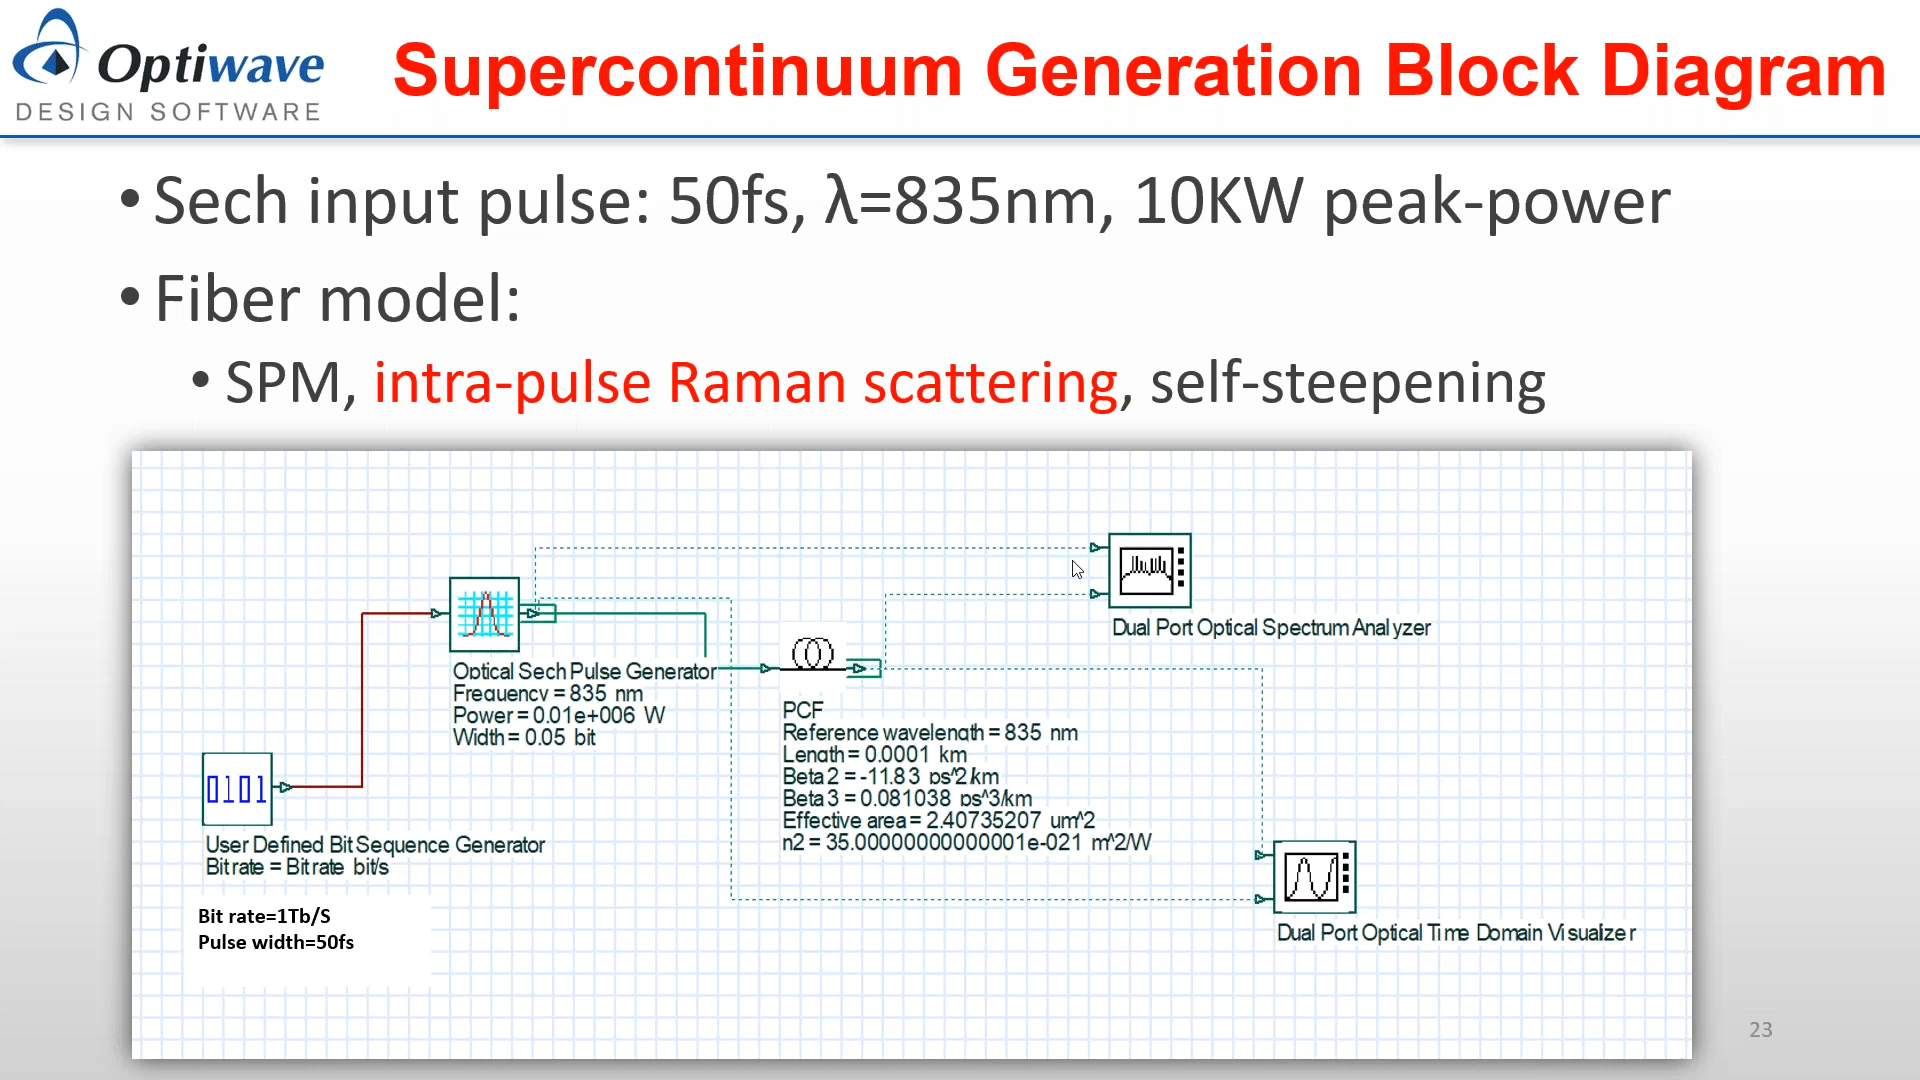 Optiwave
DESIGN SOFTWARE
Supercontinuum Generation Block Diagram
• Sech input pulse: 50fs, λ=835nm, 10KW peak-power
• Fiber model:
• SPM, intra-pulse Raman scattering, self-steepening
Dual Port Optical Spectrum Analyzer
Optical Sech Pulse Generator
Frequency = 835 nm
Power = 0.01e+006 W
Width = 0.05 bit
PCF
Reference wavelength = 835 nm
Length = 0.0001 km
Beta 2 = -11.83 ps^2/km
Beta 3 = 0.081038 ps^3/km
Effective area = 2.40735207 um^2
n2 = 35.00000000000001e-021 m^2/W
0101
User Defined Bit Sequence Generator
Bit rate = Bit rate bit/s
Bit rate=1Tb/S
Pulse width=50fs
Dual Port Optical Time Domain Visualizer
23